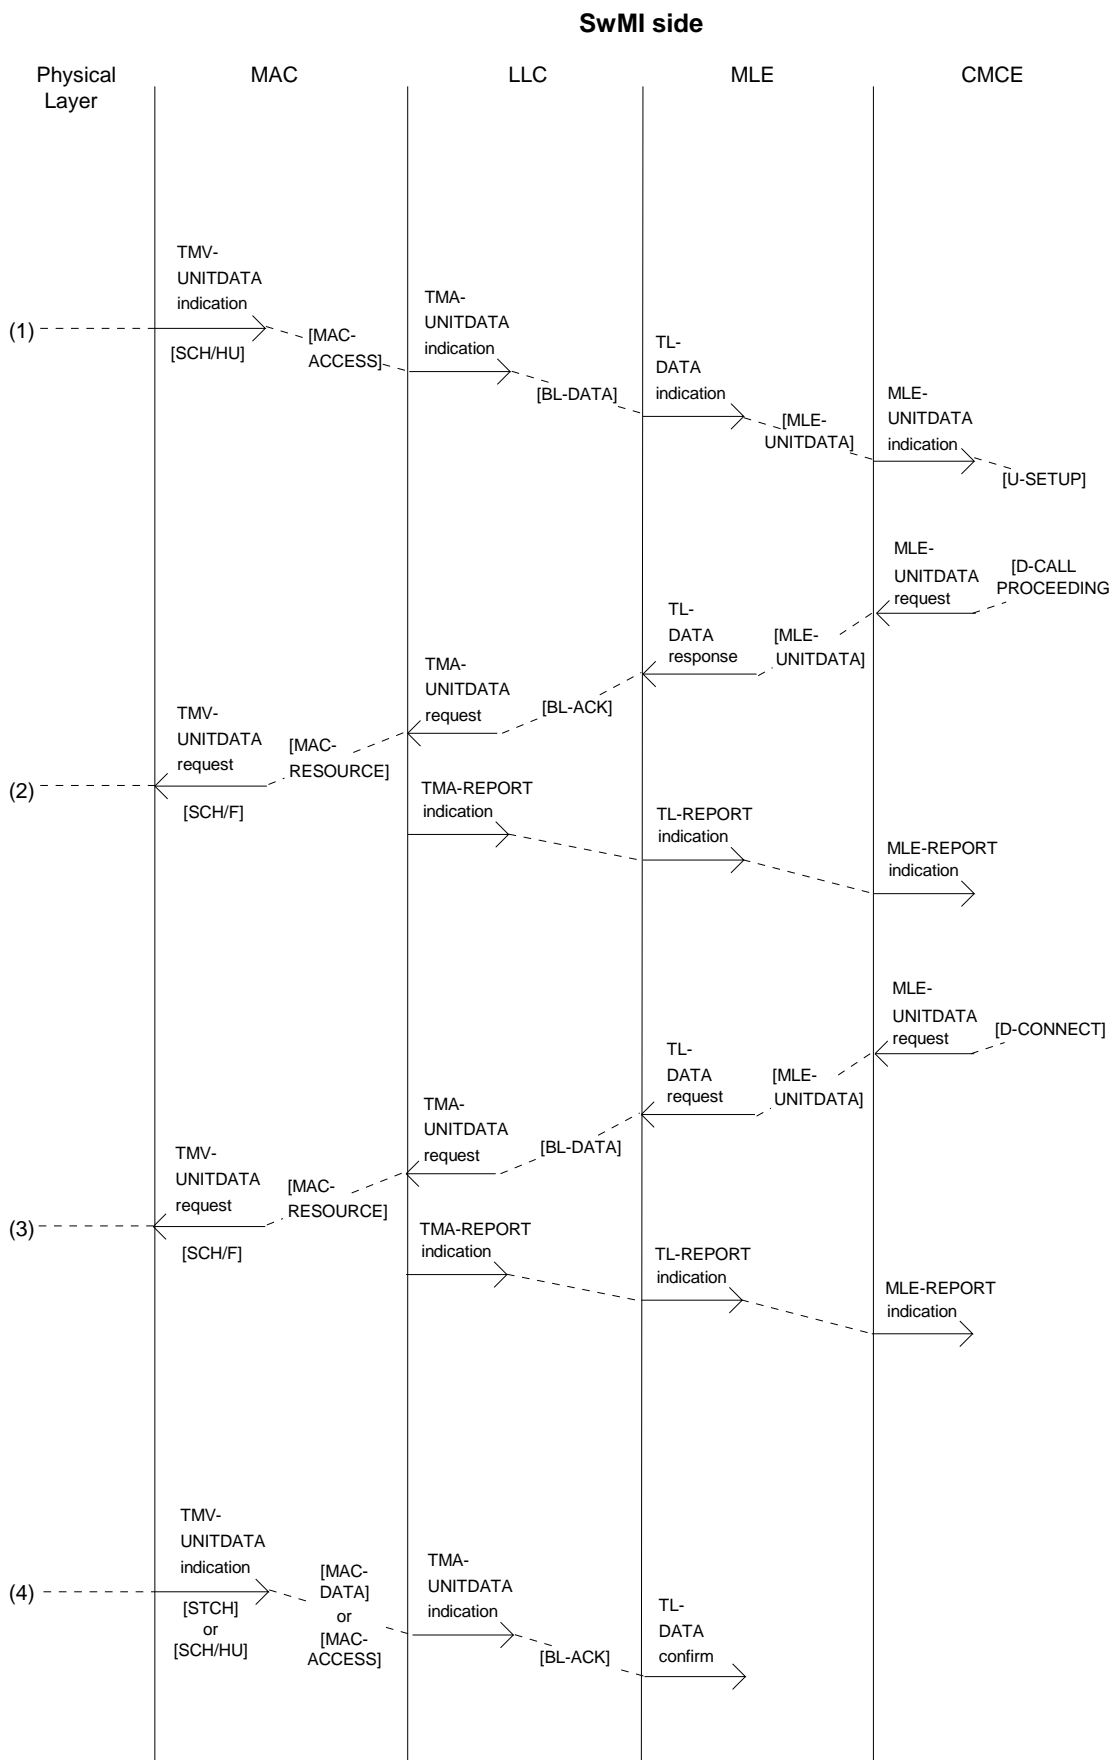 SwMI side
Physical
Layer
MAC
LLC
MLE
CMCE
TMV-
UNITDATA
indication
(1)
[SCH/HU]
[MAC-
ACCESS]
TMA-
UNITDATA
indication
[BL-DATA]
TL-
DATA
indication
[MLE-
UNITDATA]
MLE-
UNITDATA
indication
[U-SETUP]
[D-CALL
PROCEEDING
MLE-
UNITDATA
request
[MLE-
UNITDATA]
TL-
DATA
response
[BL-ACK]
TMA-
UNITDATA
request
[MAC-
RESOURCE]
TMV-
UNITDATA
request
(2)
[SCH/F]
TMA-REPORT
indication
TL-REPORT
indication
MLE-REPORT
indication
MLE-
UNITDATA
request
[D-CONNECT]
[MLE-
UNITDATA]
TL-
DATA
request
[BL-DATA]
TMA-
UNITDATA
request
[MAC-
RESOURCE]
TMV-
UNITDATA
request
(3)
[SCH/F]
TMA-REPORT
indication
TL-REPORT
indication
MLE-REPORT
indication
TMV-
UNITDATA
indication
(4)
[STCH]
or
[SCH/HU]
[MAC-
DATA]
or
[MAC-
ACCESS]
TMA-
UNITDATA
indication
[BL-ACK]
TL-
DATA
confirm